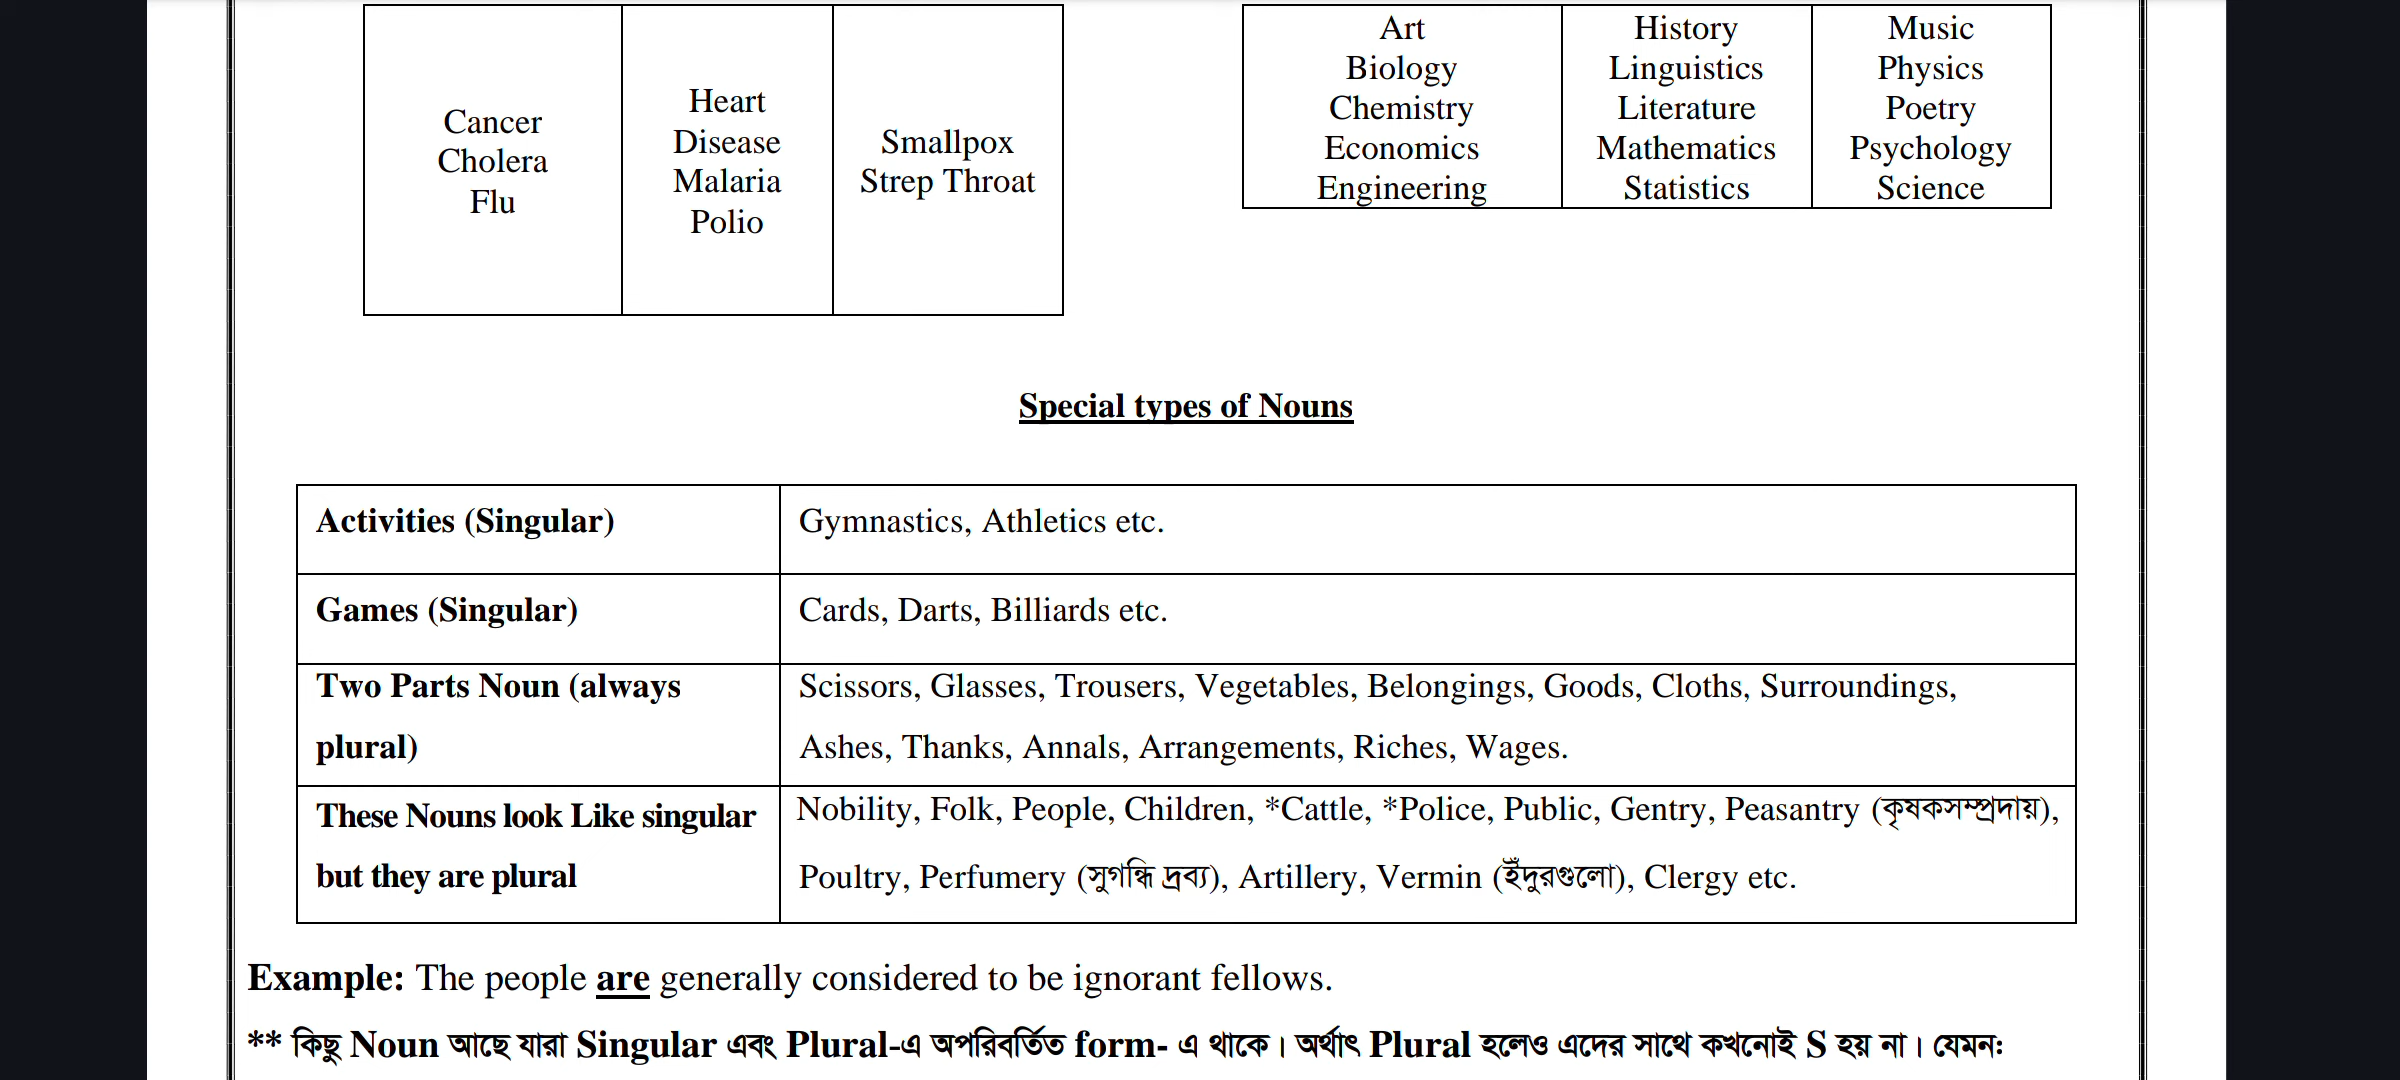 Cancer
Cholera
Flu
Heart
Disease
Malaria
Polio
Smallpox
Strep Throat
Art
Biology
Chemistry
Economics
Engineering
History
Linguistics
Literature
Mathematics
Statistics
Music
Physics
Poetry
Psychology
Science
Special types of Nouns
Activities (Singular)
Gymnastics, Athletics etc.
Games (Singular)
Cards, Darts, Billiards etc.
Two Parts Noun (always
plural)
Scissors, Glasses, Trousers, Vegetables, Belongings, Goods, Cloths, Surroundings,
Ashes, Thanks, Annals, Arrangements, Riches, Wages.
These Nouns look Like singular
but they are plural
Nobility, Folk, People, Children, *Cattle, *Police, Public, Gentry, Peasantry (কৃষকসম্প্রদায়),
Poultry, Perfumery (সুগন্ধি দ্রব্য), Artillery, Vermin (ইঁদুরগুলো), Clergy etc.
Example: The people are generally considered to be ignorant fellows.
** কিছু Noun আছে যারা Singular এবং Plural-এ অপরিবর্তিত form- এ থাকে। অর্থাৎ Plural হলেও এদের সাথে কখনোই S হয় না। যেমনঃ